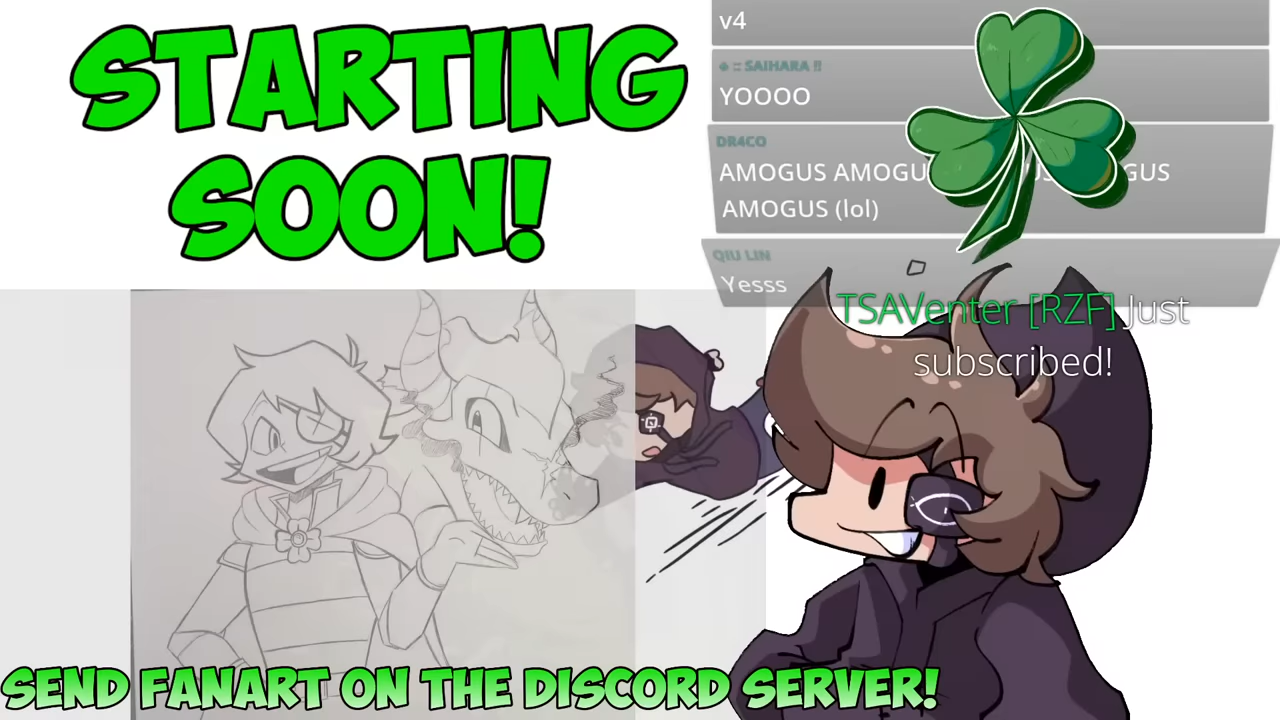 STARTING
SOON!
v4
♣ :: SAIHARA !!
YOOOO
DR4CO
AMOGUS AMOGU US GUS
AMOGUS (lol)
QIU LIN
Yesss
TSAVenter [RZF] Just
subscribed!
SEND FANART ON THE DISCORD SERVER!